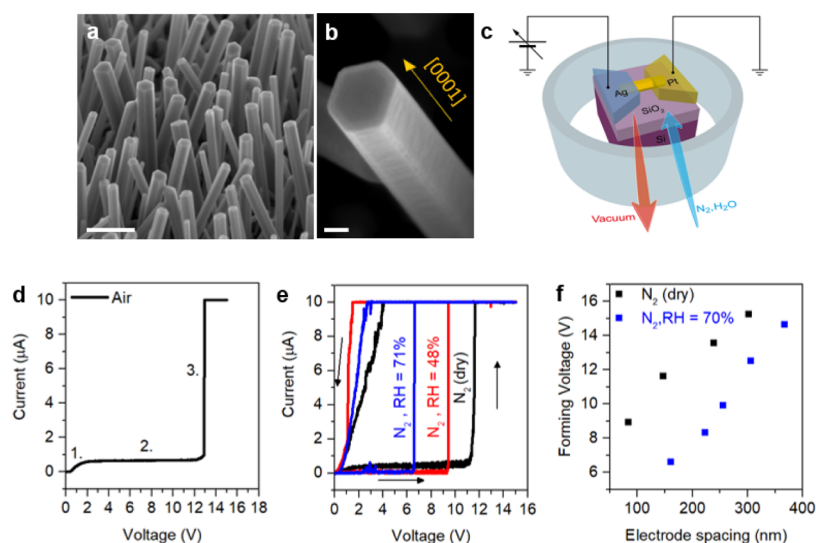 a
b
[0001]
c
Ag
Pt
SiOₓ
Si
Vacuum
N₂,H₂O
d
Air
10
8
6
4
2
0
Current (μA)
1.
2.
3.
0 2 4 6 8 10 12 14 16 18
Voltage (V)
e
10
8
6
4
2
0
Current (μA)
N₂ , RH = 71%
N₂ , RH = 48%
N₂ (dry)
0 2 4 6 8 10 12 14 16
Voltage (V)
f
N₂ (dry)
N₂,RH = 70%
16
14
12
10
8
6
Forming Voltage (V)
0 100 200 300 400
Electrode spacing (nm)